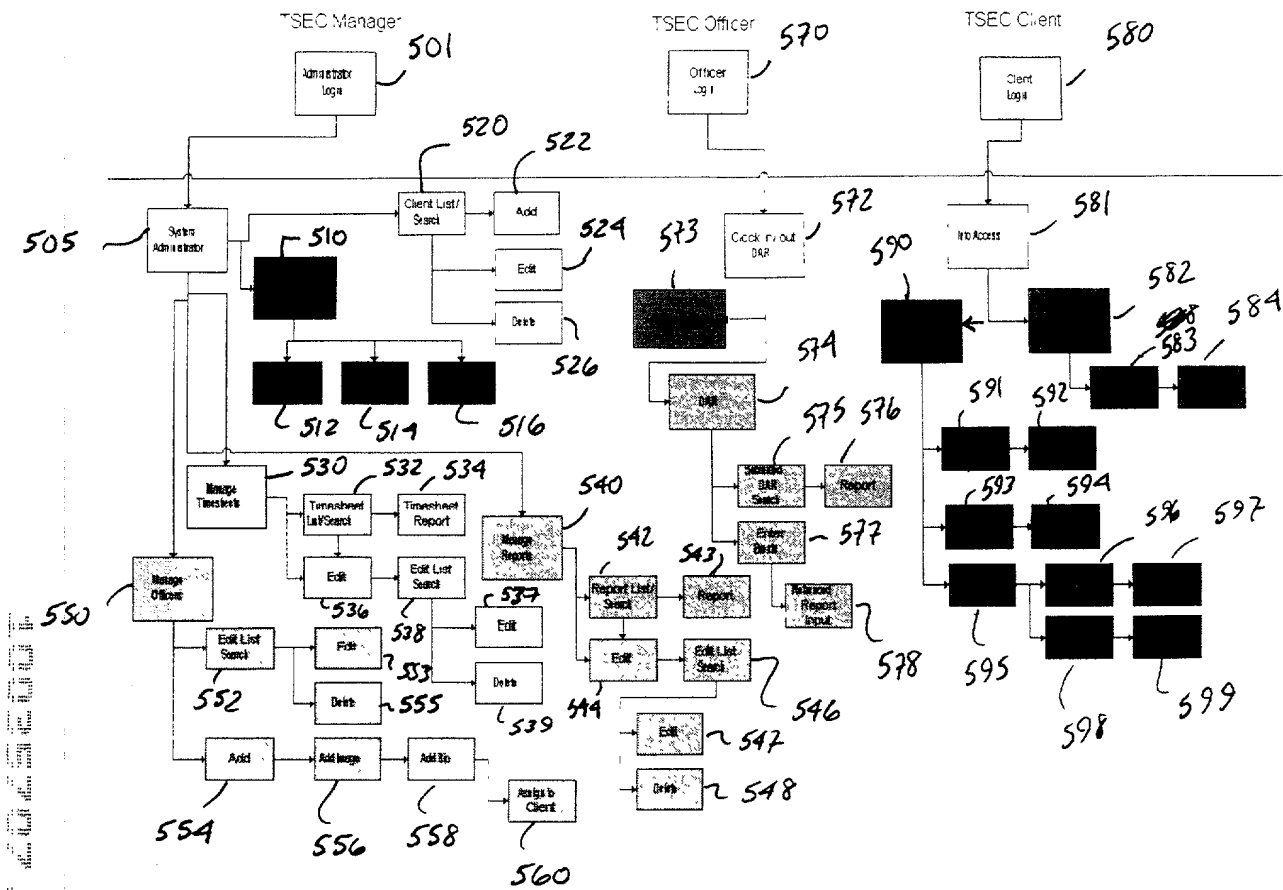 TSEC Manager
TSEC Officer
TSEC Client
501
570
580
Administrator
Login
Officer
Login
Client
Login
520
522
505
System
Administrator
Client List/
Search
Add
510
524
Edit
526
Delete
512
514
516
572
Clock in/out
DAR
573
574
DAR
575
576
DAR
Search
Report
577
Enter
578
Report
Input
581
Info Access
590
582
583
584
591
592
593
594
595
596
597
598
599
530
532
534
Manage
Timesheets
Timesheet
List/Search
Timesheet
Report
Edit
Edit List
Search
536
538
537
Edit
Delete
539
540
Manage
Reports
542
543
Report List/
Search
Report
Edit
Edit List
Search
544
546
Edit
547
Delete
548
550
Manage
Officers
Edit List
Search
Edit
552
553
Delete
555
Add
Add Image
Add Bio
Assign to
Client
554
556
558
560